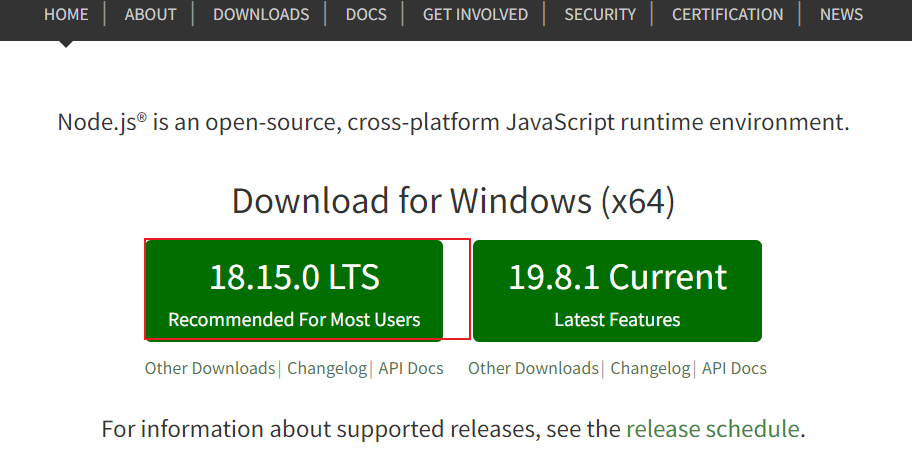 HOME | ABOUT | DOWNLOADS | DOCS | GET INVOLVED | SECURITY | CERTIFICATION | NEWS
Node.js® is an open-source, cross-platform JavaScript runtime environment.
Download for Windows (x64)
18.15.0 LTS
Recommended For Most Users
19.8.1 Current
Latest Features
Other Downloads | Changelog | API Docs
Other Downloads | Changelog | API Docs
For information about supported releases, see the release schedule.